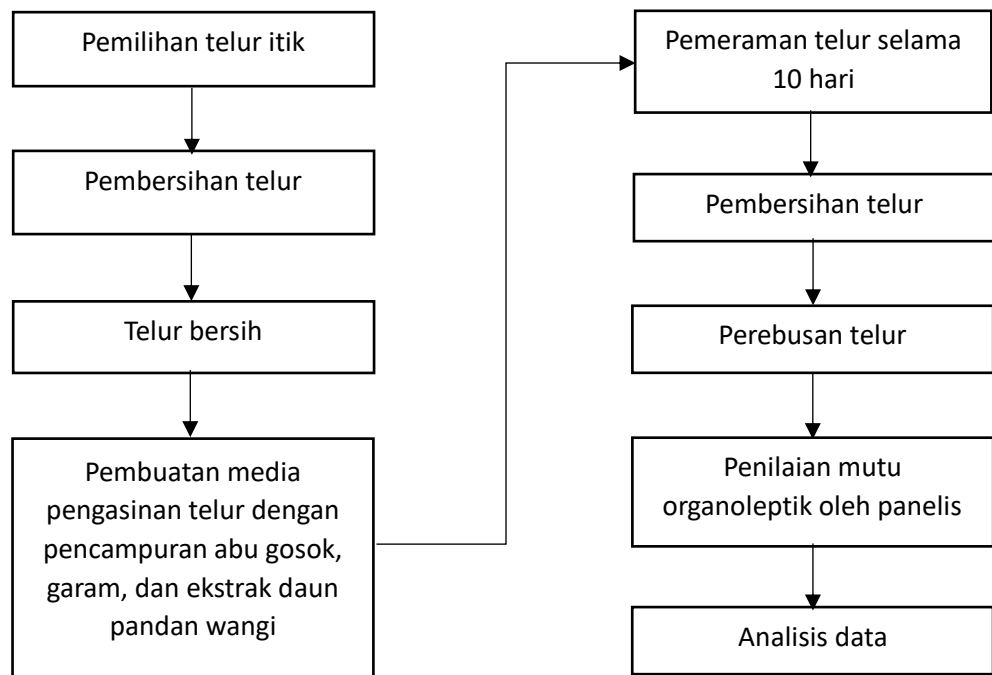 Pemilihan telur itik
Pembersihan telur
Telur bersih
Pembuatan media
pengasinan telur dengan
pencampuran abu gosok,
garam, dan ekstrak daun
pandan wangi
Pemeraman telur selama
10 hari
Pembersihan telur
Perebusan telur
Penilaian mutu
organoleptik oleh panelis
Analisis data